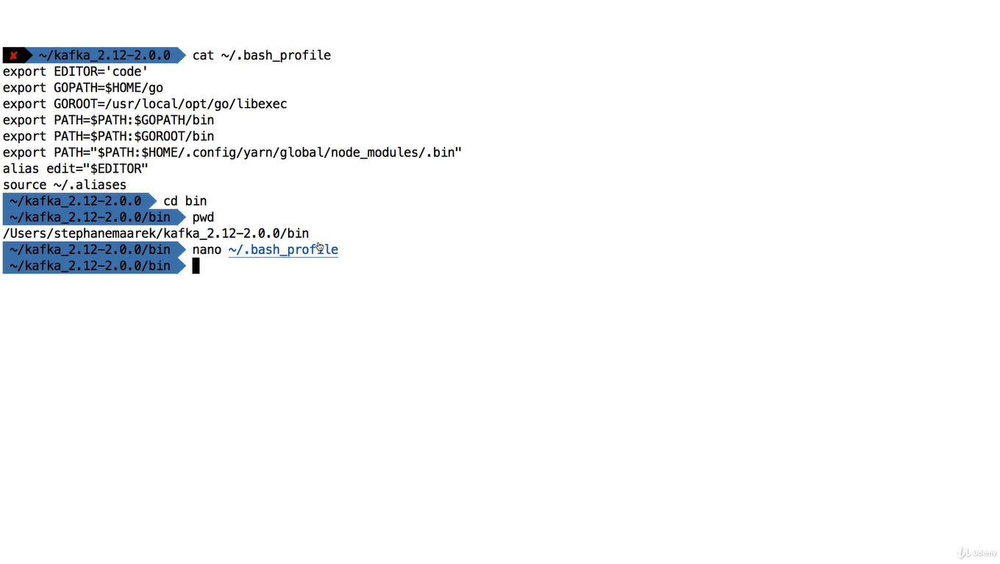 ✘ ~/kafka_2.12-2.0.0 cat ~/.bash_profile
export EDITOR='code'
export GOPATH=$HOME/go
export GOROOT=/usr/local/opt/go/libexec
export PATH=$PATH:$GOPATH/bin
export PATH=$PATH:$GOROOT/bin
export PATH="$PATH:$HOME/.config/yarn/global/node_modules/.bin"
alias edit="$EDITOR"
source ~/.aliases
~/kafka_2.12-2.0.0 cd bin
~/kafka_2.12-2.0.0/bin pwd
/Users/stephanemaarek/kafka_2.12-2.0.0/bin
~/kafka_2.12-2.0.0/bin nano ~/.bash_profile
~/kafka_2.12-2.0.0/bin
Udemy